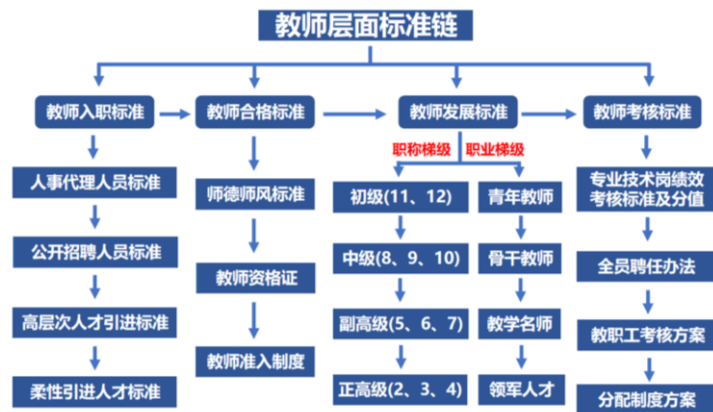 教师层面标准链
教师入职标准
教师合格标准
教师发展标准
教师考核标准
人事代理人员标准
公开招聘人员标准
高层次人才引进标准
柔性引进人才标准
师德师风标准
教师资格证
教师准入制度
职称梯级
职业梯级
初级(11、12)
中级(8、9、10)
副高级(5、6、7)
正高级(2、3、4)
青年教师
骨干教师
教学名师
领军人才
专业技术岗绩效
考核标准及分值
全员聘任办法
教职工考核方案
分配制度方案